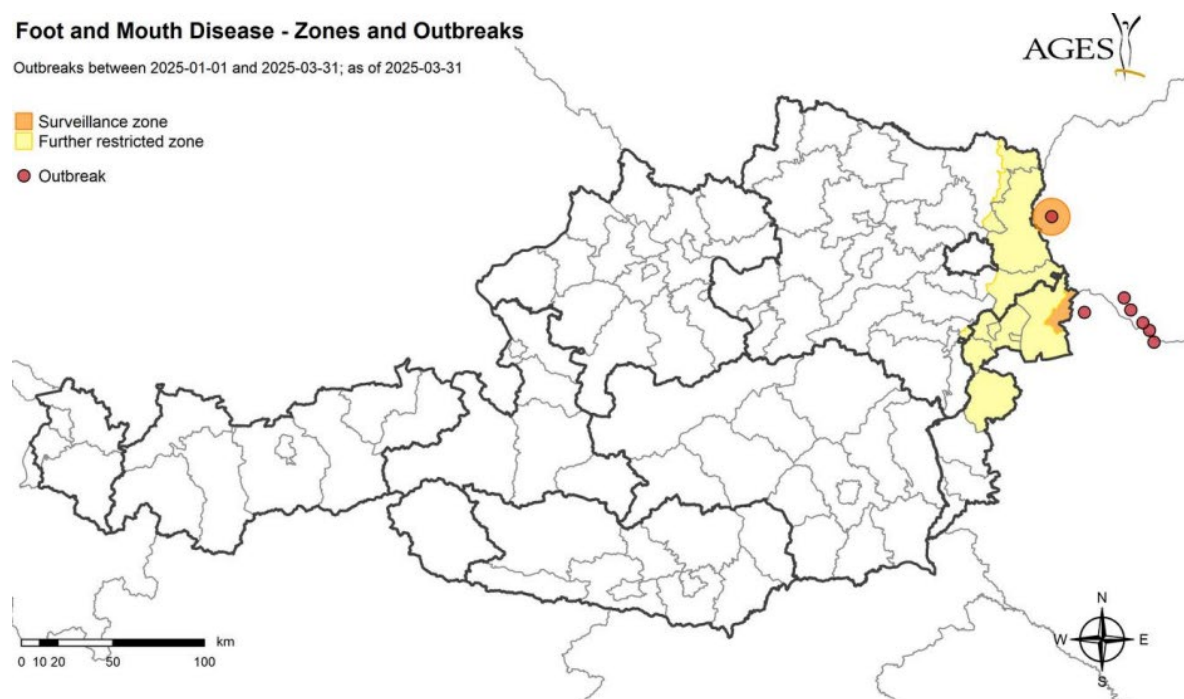 Foot and Mouth Disease - Zones and Outbreaks
AGES
Outbreaks between 2025-01-01 and 2025-03-31; as of 2025-03-31
Surveillance zone
Further restricted zone
Outbreak
km
0 10 20 50 100
N
W E
S